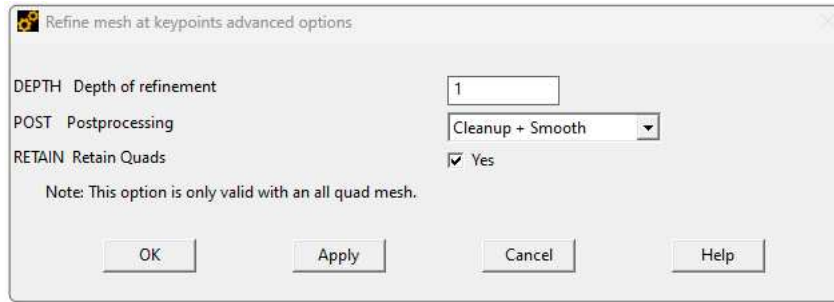 Refine mesh at keypoints advanced options
DEPTH Depth of refinement 1
POST Postprocessing Cleanup + Smooth
RETAIN Retain Quads Yes
Note: This option is only valid with an all quad mesh.
OK Apply Cancel Help